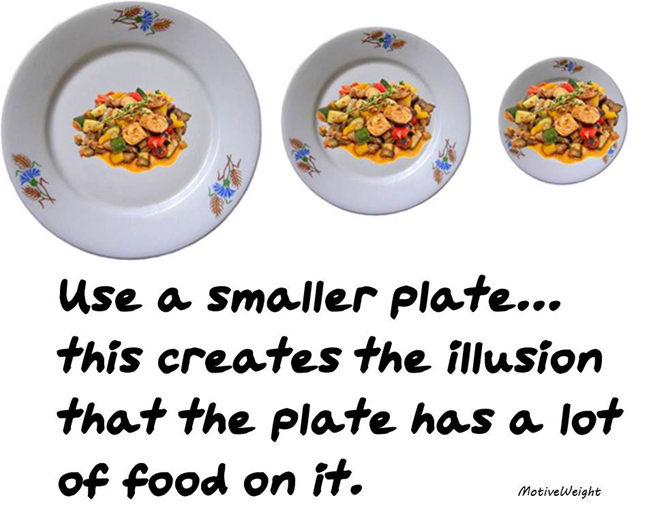 Use a smaller plate...
this creates the illusion
that the plate has a lot
of food on it.
MotiveWeight